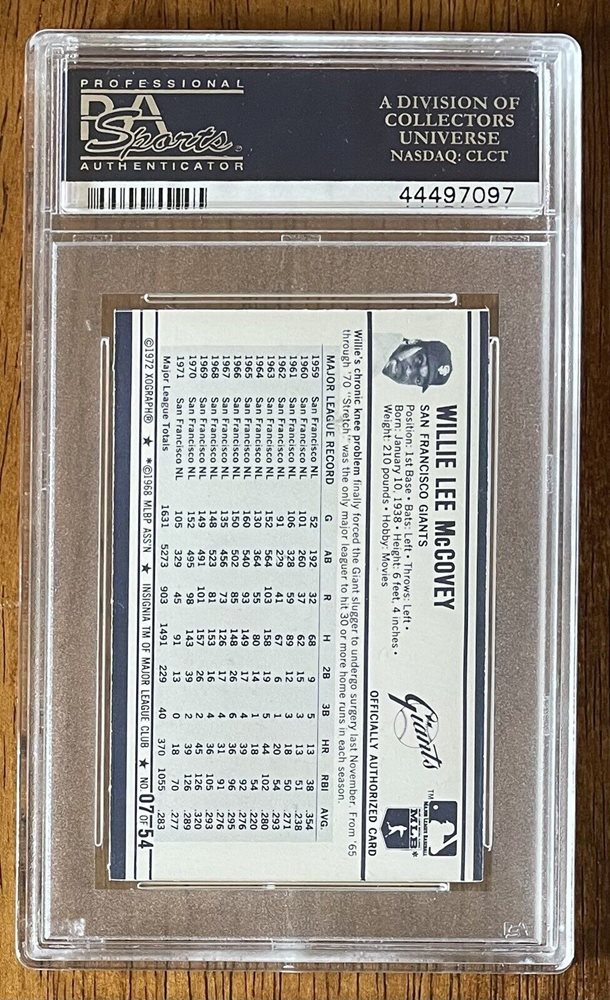 PROFESSIONAL
PSA
Sports
AUTHENTICATOR
A DIVISION OF
COLLECTORS
UNIVERSE
NASDAQ: CLCT
44497097
WILLIE LEE McCOVEY
SAN FRANCISCO GIANTS
Position: 1st Base • Bats: Left • Throws: Left •
Born: January 10, 1938 • Height: 6 feet, 4 inches •
Weight: 210 pounds • Hobby: Movies
Giants
TM
MAJOR LEAGUE BASEBALL
MLB
OFFICIALLY AUTHORIZED CARD
Willie's chronic knee problem finally forced the Giant slugger to undergo surgery last November. From '65
through '70 "Stretch" was the only major leaguer to hit 30 or more home runs in each season.
MAJOR LEAGUE RECORD G AB R H 2B 3B HR RBI AVG.
1959 San Francisco NL 52 192 32 68 9 5 13 38 .354
1960 San Francisco NL 101 260 37 62 15 3 13 51 .238
1961 San Francisco NL 106 328 59 89 12 3 18 50 .271
1962 San Francisco NL 91 229 41 67 6 1 20 54 .293
1963 San Francisco NL 152 564 103 158 19 5 44 102 .280
1964 San Francisco NL 130 364 55 80 14 1 18 54 .220
1965 San Francisco NL 160 540 93 149 17 4 39 92 .276
1966 San Francisco NL 150 502 85 148 26 6 36 96 .295
1967 San Francisco NL 135 456 73 126 17 4 31 91 .276
1968 San Francisco NL 148 523 81 153 16 4 36 105 .293
1969 San Francisco NL 149 491 101 157 26 2 45 126 .320
1970 San Francisco NL 152 495 98 143 39 2 39 126 .289
1971 San Francisco NL 105 329 45 91 13 0 18 70 .277
Major League Totals 1631 5273 903 1491 229 40 370 1055 .283
©1972 XOGRAPH® ★ *©1968 MLBP ASS'N ★ INSIGNIA TM OF MAJOR LEAGUE CLUB ★ NO. 07 OF 54